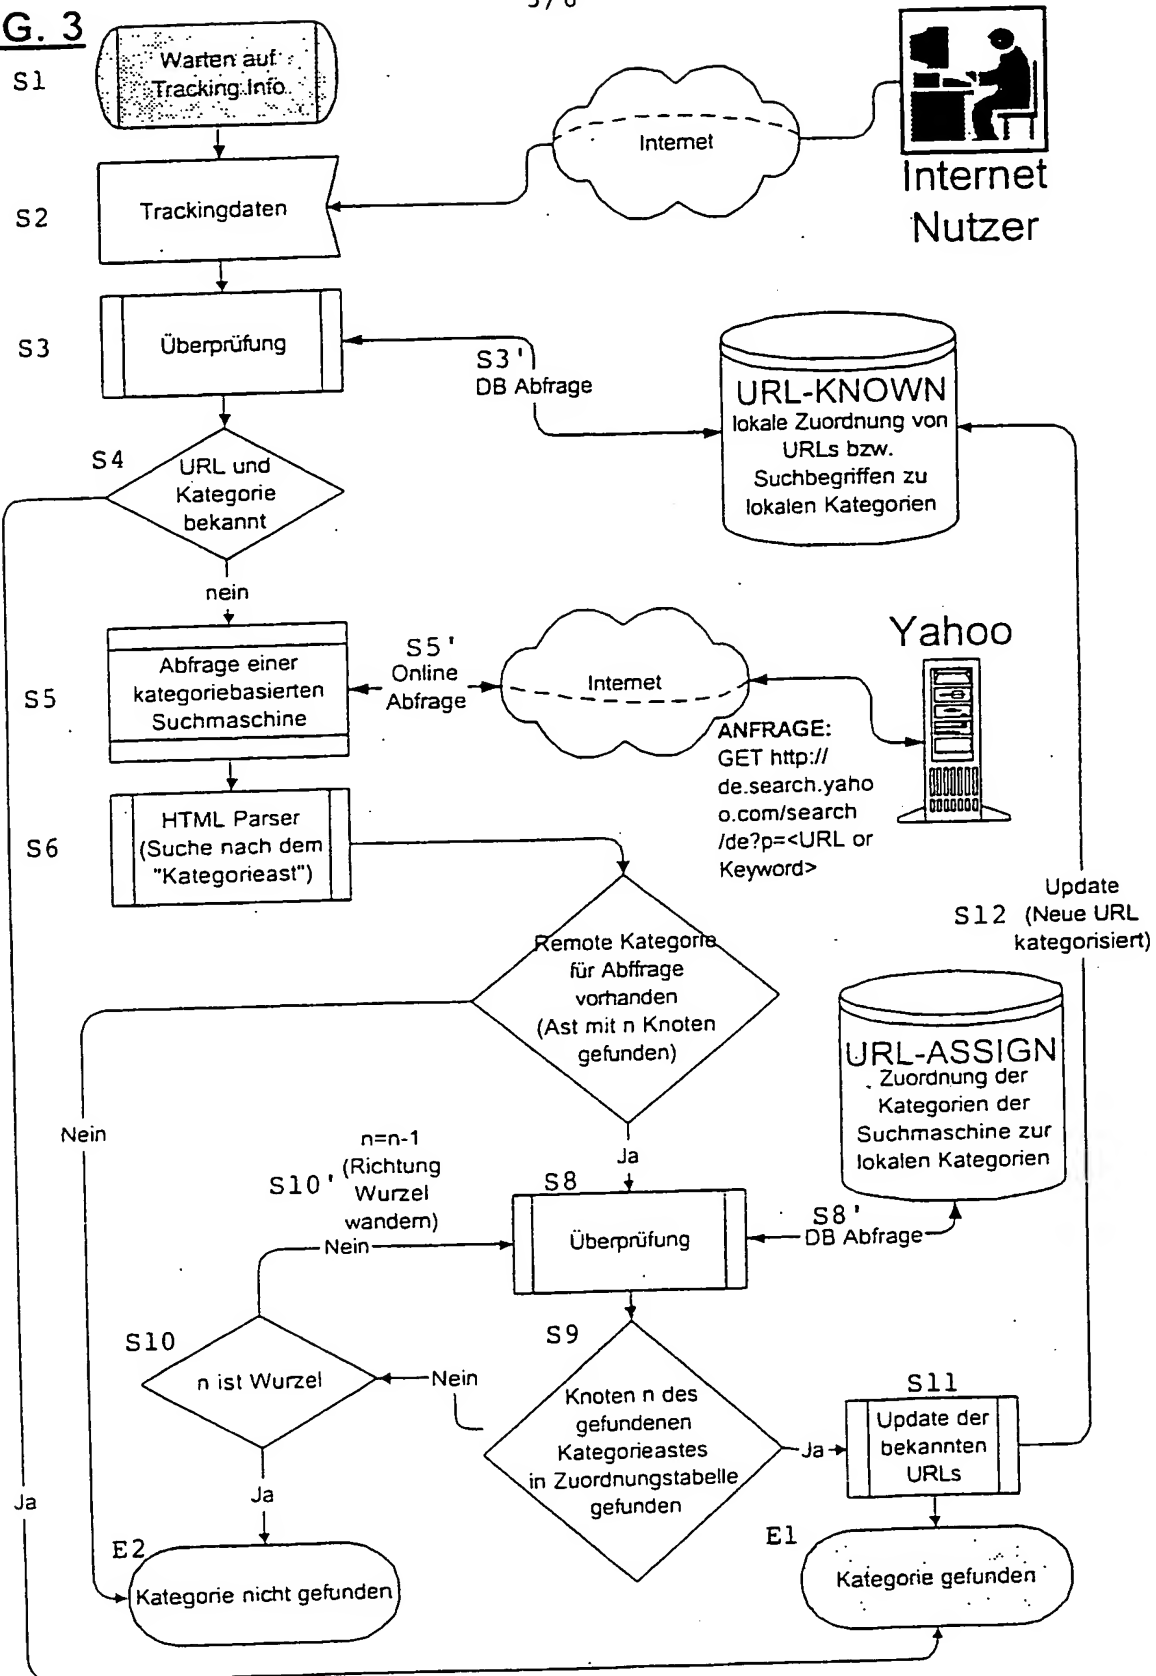 G. 3
S1
Warten auf
Tracking Info
Internet
Internet
Nutzer
S2
Trackingdaten
S3
Überprüfung
S3'
DB Abfrage
URL-KNOWN
lokale Zuordnung von
URLs bzw.
Suchbegriffen zu
lokalen Kategorien
S4
URL und
Kategorie
bekannt
nein
S5
Abfrage einer
kategoriebasierten
Suchmaschine
S5'
Online
Abfrage
Internet
Yahoo
ANFRAGE:
GET http://
de.search.yaho
o.com/search
/de?p=<URL or
Keyword>
S6
HTML Parser
(Suche nach dem
"Kategorieast")
S12
Update
(Neue URL
kategorisiert)
Remote Kategorie
für Abffrage
vorhanden
(Ast mit n Knoten
gefunden)
URL-ASSIGN
Zuordnung der
Kategorien der
Suchmaschine zur
lokalen Kategorien
Nein
Ja
S10'
n=n-1
(Richtung
Wurzel
wandern)
Nein
S8
Überprüfung
S8'
DB Abfrage
S10
n ist Wurzel
Nein
S9
Knoten n des
gefundenen
Kategorieastes
in Zuordnungstabelle
gefunden
Ja
S11
Update der
bekannten
URLs
Ja
Ja
E2
Kategorie nicht gefunden
E1
Kategorie gefunden